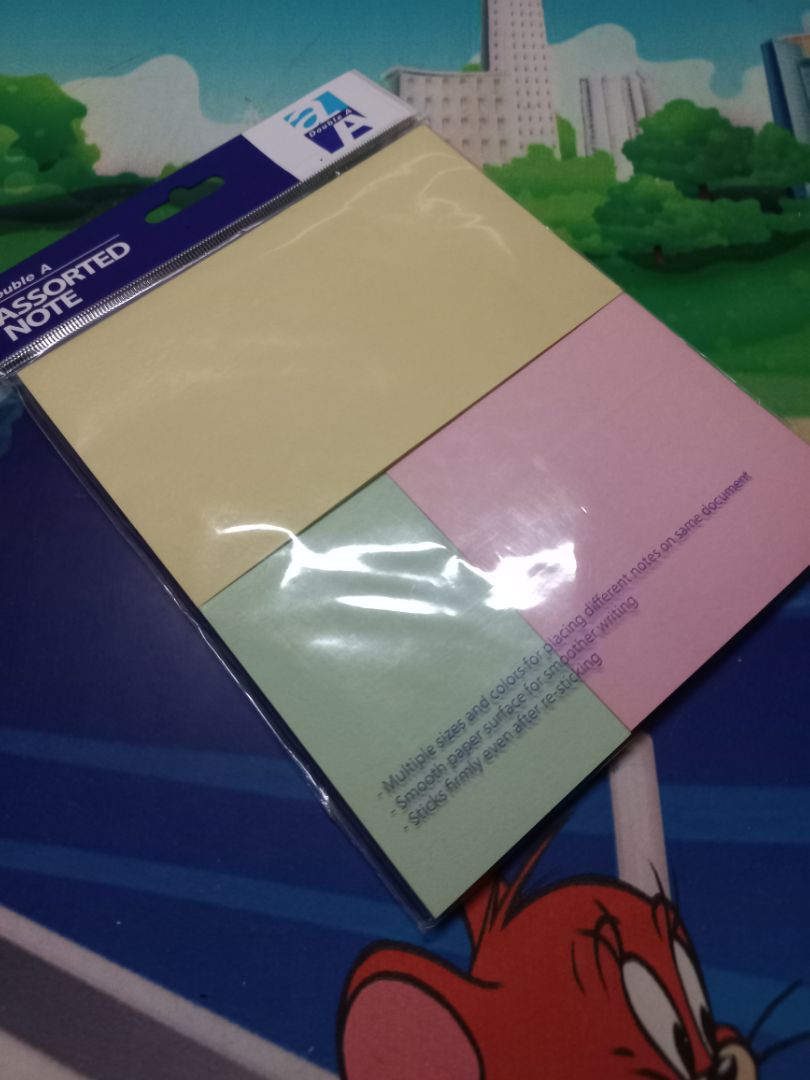 aA
Double A
Double A
ASSORTED
NOTE
- Multiple sizes and colors for placing different notes on same document
- Smooth paper surface for smoother writing
- Sticks firmly even after re-sticking